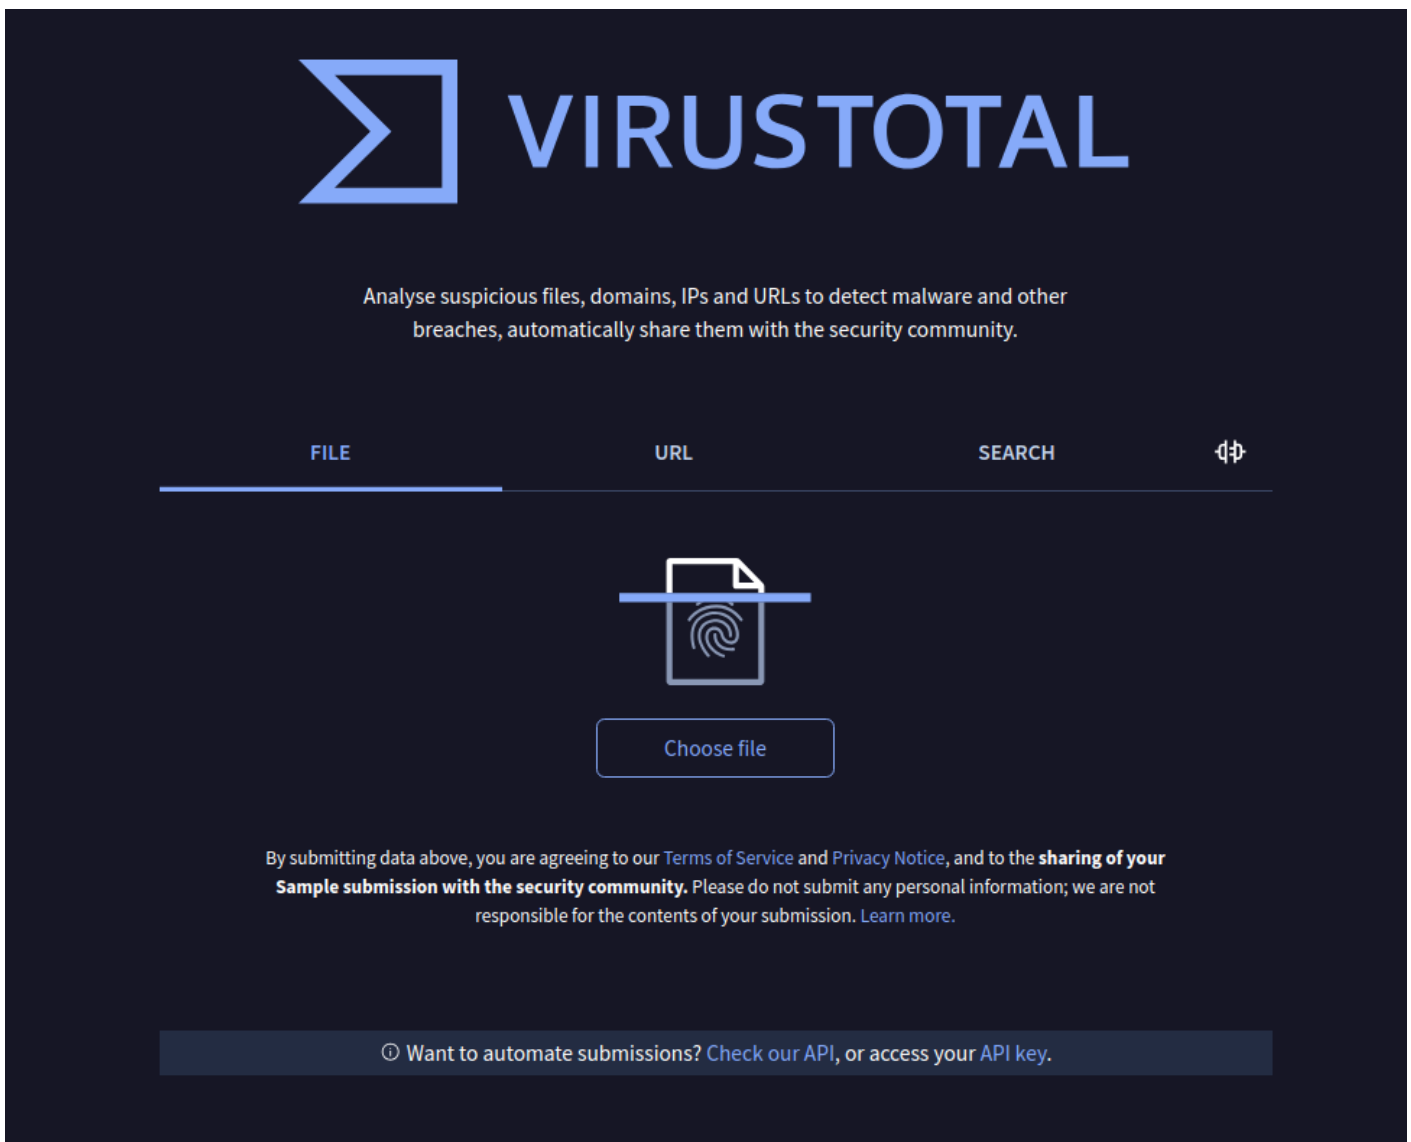 VIRUSTOTAL
Analyse suspicious files, domains, IPs and URLs to detect malware and other
breaches, automatically share them with the security community.
FILE URL SEARCH
Choose file
By submitting data above, you are agreeing to our Terms of Service and Privacy Notice, and to the sharing of your
Sample submission with the security community. Please do not submit any personal information; we are not
responsible for the contents of your submission. Learn more.
Want to automate submissions? Check our API, or access your API key.